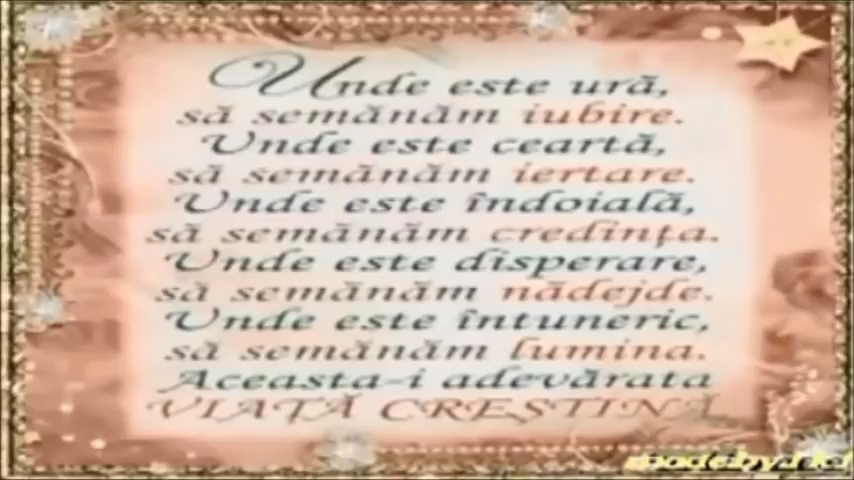 Unde este ură,
să semănăm iubire.
Unde este ceartă,
să semănăm iertare.
Unde este îndoială,
să semănăm credința.
Unde este disperare,
să semănăm nădejde.
Unde este întuneric,
să semănăm lumina.
Aceasta-i adevărata
VIAȚĂ CREȘTINĂ